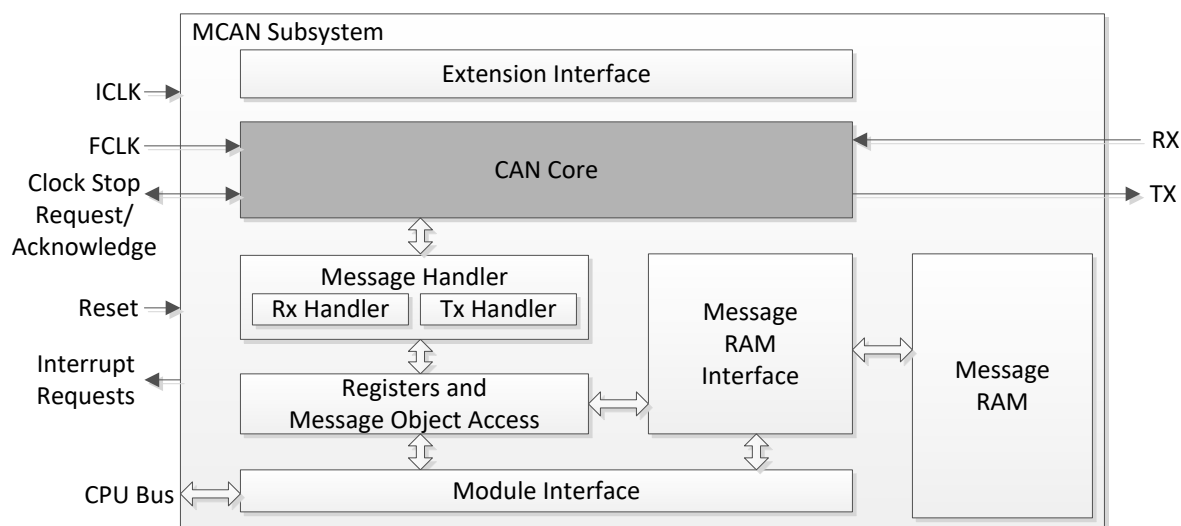 MCAN Subsystem
Extension Interface
ICLK
FCLK
CAN Core
RX
Clock Stop
Request/
Acknowledge
TX
Message Handler
Rx Handler
Tx Handler
Reset
Message
RAM
Interface
Message
RAM
Interrupt
Requests
Registers and
Message Object Access
CPU Bus
Module Interface